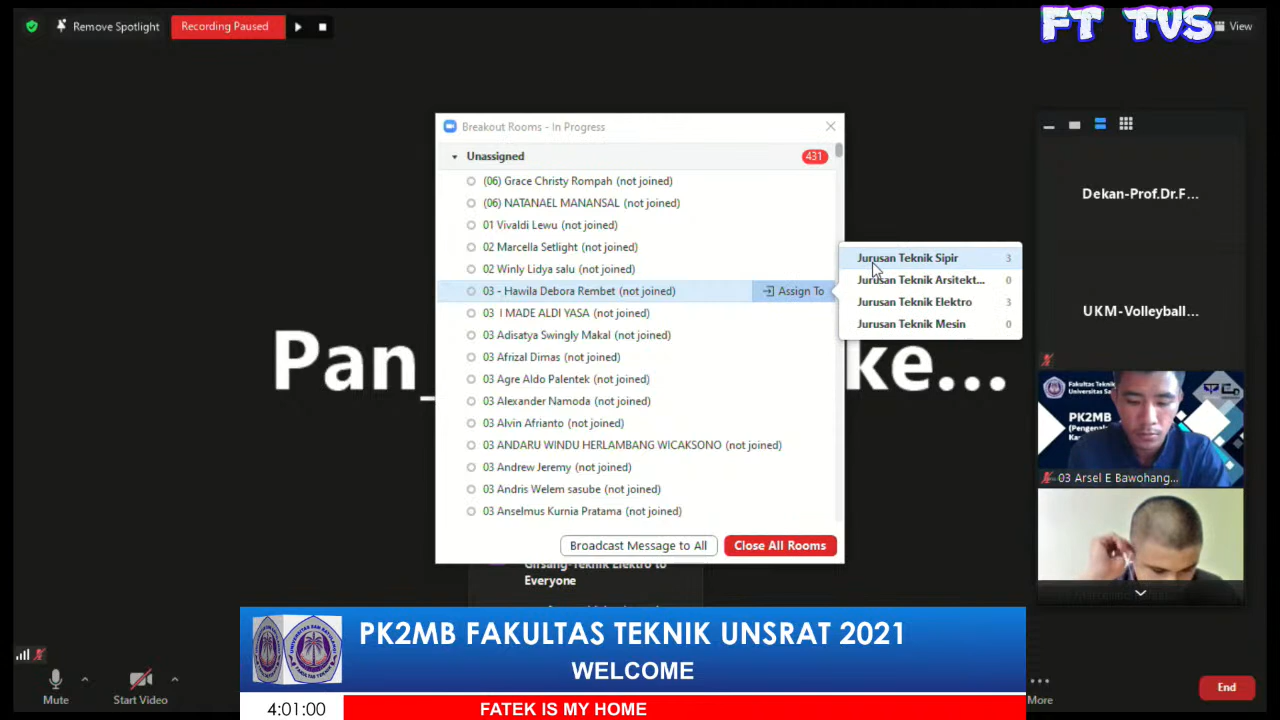 Remove Spotlight
Recording Paused
FT TVS
View
Breakout Rooms - In Progress
Unassigned
431
(06) Grace Christy Rompah (not joined)
(06) NATANAEL MANANSAL (not joined)
01 Vivaldi Lewu (not joined)
02 Marcella Setlight (not joined)
02 Winly Lidya salu (not joined)
03 - Hawila Debora Rembet (not joined)
Assign To
03 I MADE ALDI YASA (not joined)
03 Adisatya Swingly Makal (not joined)
03 Afrizal Dimas (not joined)
03 Agre Aldo Palentek (not joined)
03 Alexander Namoda (not joined)
03 Alvin Afrianto (not joined)
03 ANDARU WINDU HERLAMBANG WICAKSONO (not joined)
03 Andrew Jeremy (not joined)
03 Andris Welem sasube (not joined)
03 Anselmus Kurnia Pratama (not joined)
Broadcast Message to All
Close All Rooms
Jurusan Teknik Sipir 3
Jurusan Teknik Arsitekt... 0
Jurusan Teknik Elektro 3
Jurusan Teknik Mesin 0
Pan_
ke...
Dekan-Prof.Dr.F...
UKM-Volleyball...
Fakultas Teknik
PK2MB
03 Arsel E Bawohang...
Girsang-Teknik Elektro to
Everyone
PK2MB FAKULTAS TEKNIK UNSRAT 2021
WELCOME
4:01:00
FATEK IS MY HOME
Mute
Start Video
More
End